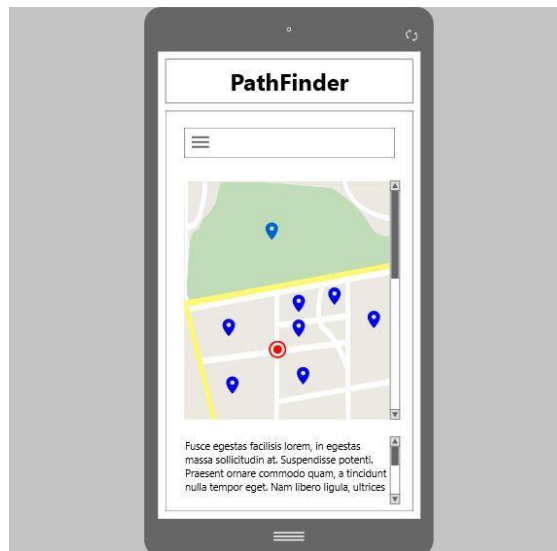 PathFinder
Fusce egestas facilisis lorem, in egestas
massa sollicitudin at. Suspendisse potenti.
Praesent ornare commodo quam, a tincidunt
nulla tempor eget. Nam libero ligula, ultrices